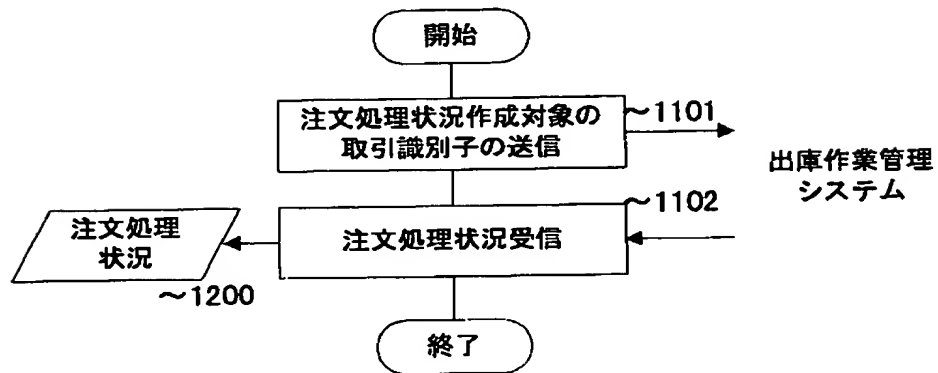 開始
注文処理状況作成対象の
取引識別子の送信
～1101
出庫作業管理
システム
～1102
注文処理状況受信
注文処理
状況
～1200
終了